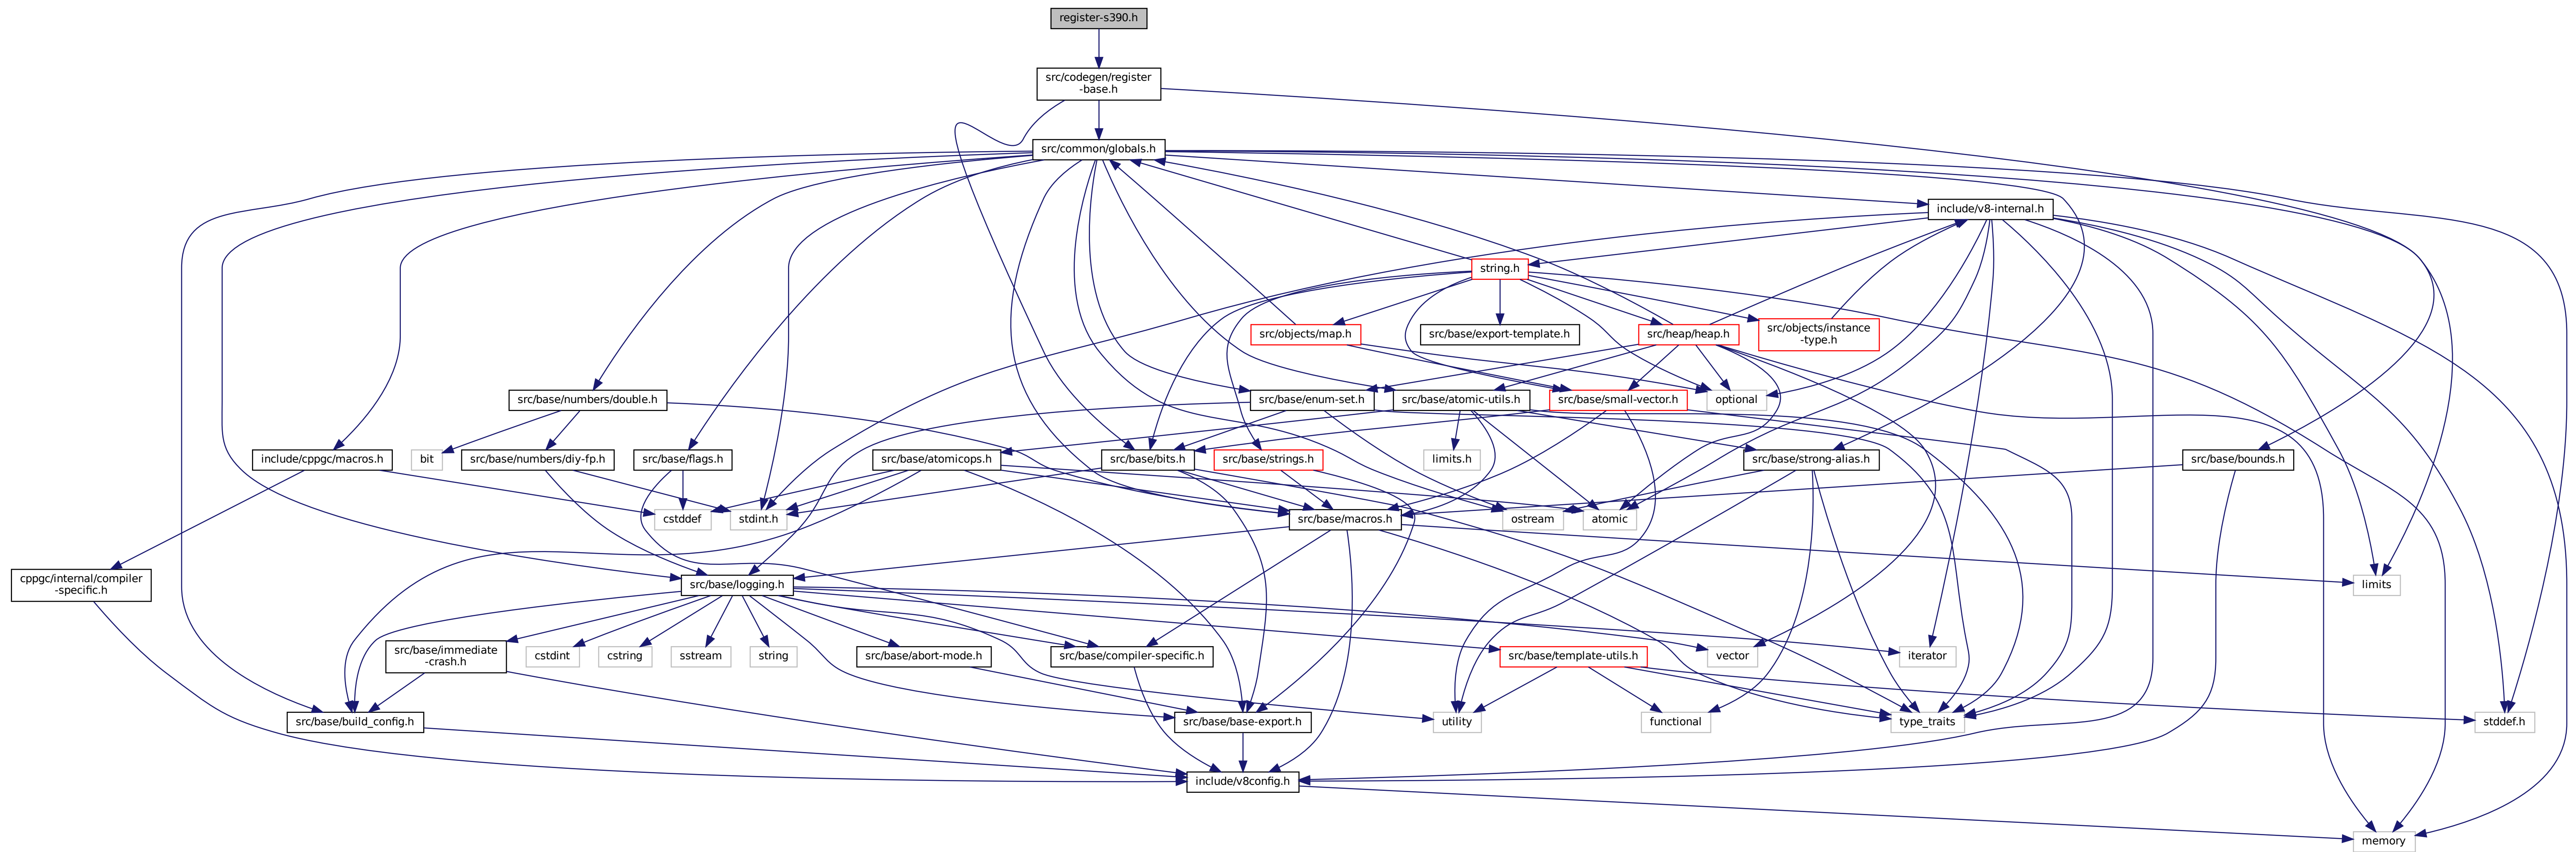 register-s390.h
src/codegen/register
-base.h
src/common/globals.h
include/v8-internal.h
string.h
src/objects/map.h
src/base/export-template.h
src/heap/heap.h
src/objects/instance
-type.h
src/base/numbers/double.h
src/base/enum-set.h
src/base/atomic-utils.h
src/base/small-vector.h
optional
include/cppgc/macros.h
bit
src/base/numbers/diy-fp.h
src/base/flags.h
src/base/atomicops.h
src/base/bits.h
src/base/strings.h
limits.h
src/base/strong-alias.h
src/base/bounds.h
cstddef
stdint.h
src/base/macros.h
ostream
atomic
cppgc/internal/compiler
-specific.h
src/base/logging.h
limits
src/base/immediate
-crash.h
cstdint
cstring
sstream
string
src/base/abort-mode.h
src/base/compiler-specific.h
src/base/template-utils.h
vector
iterator
src/base/build_config.h
src/base/base-export.h
utility
functional
type_traits
stddef.h
include/v8config.h
memory